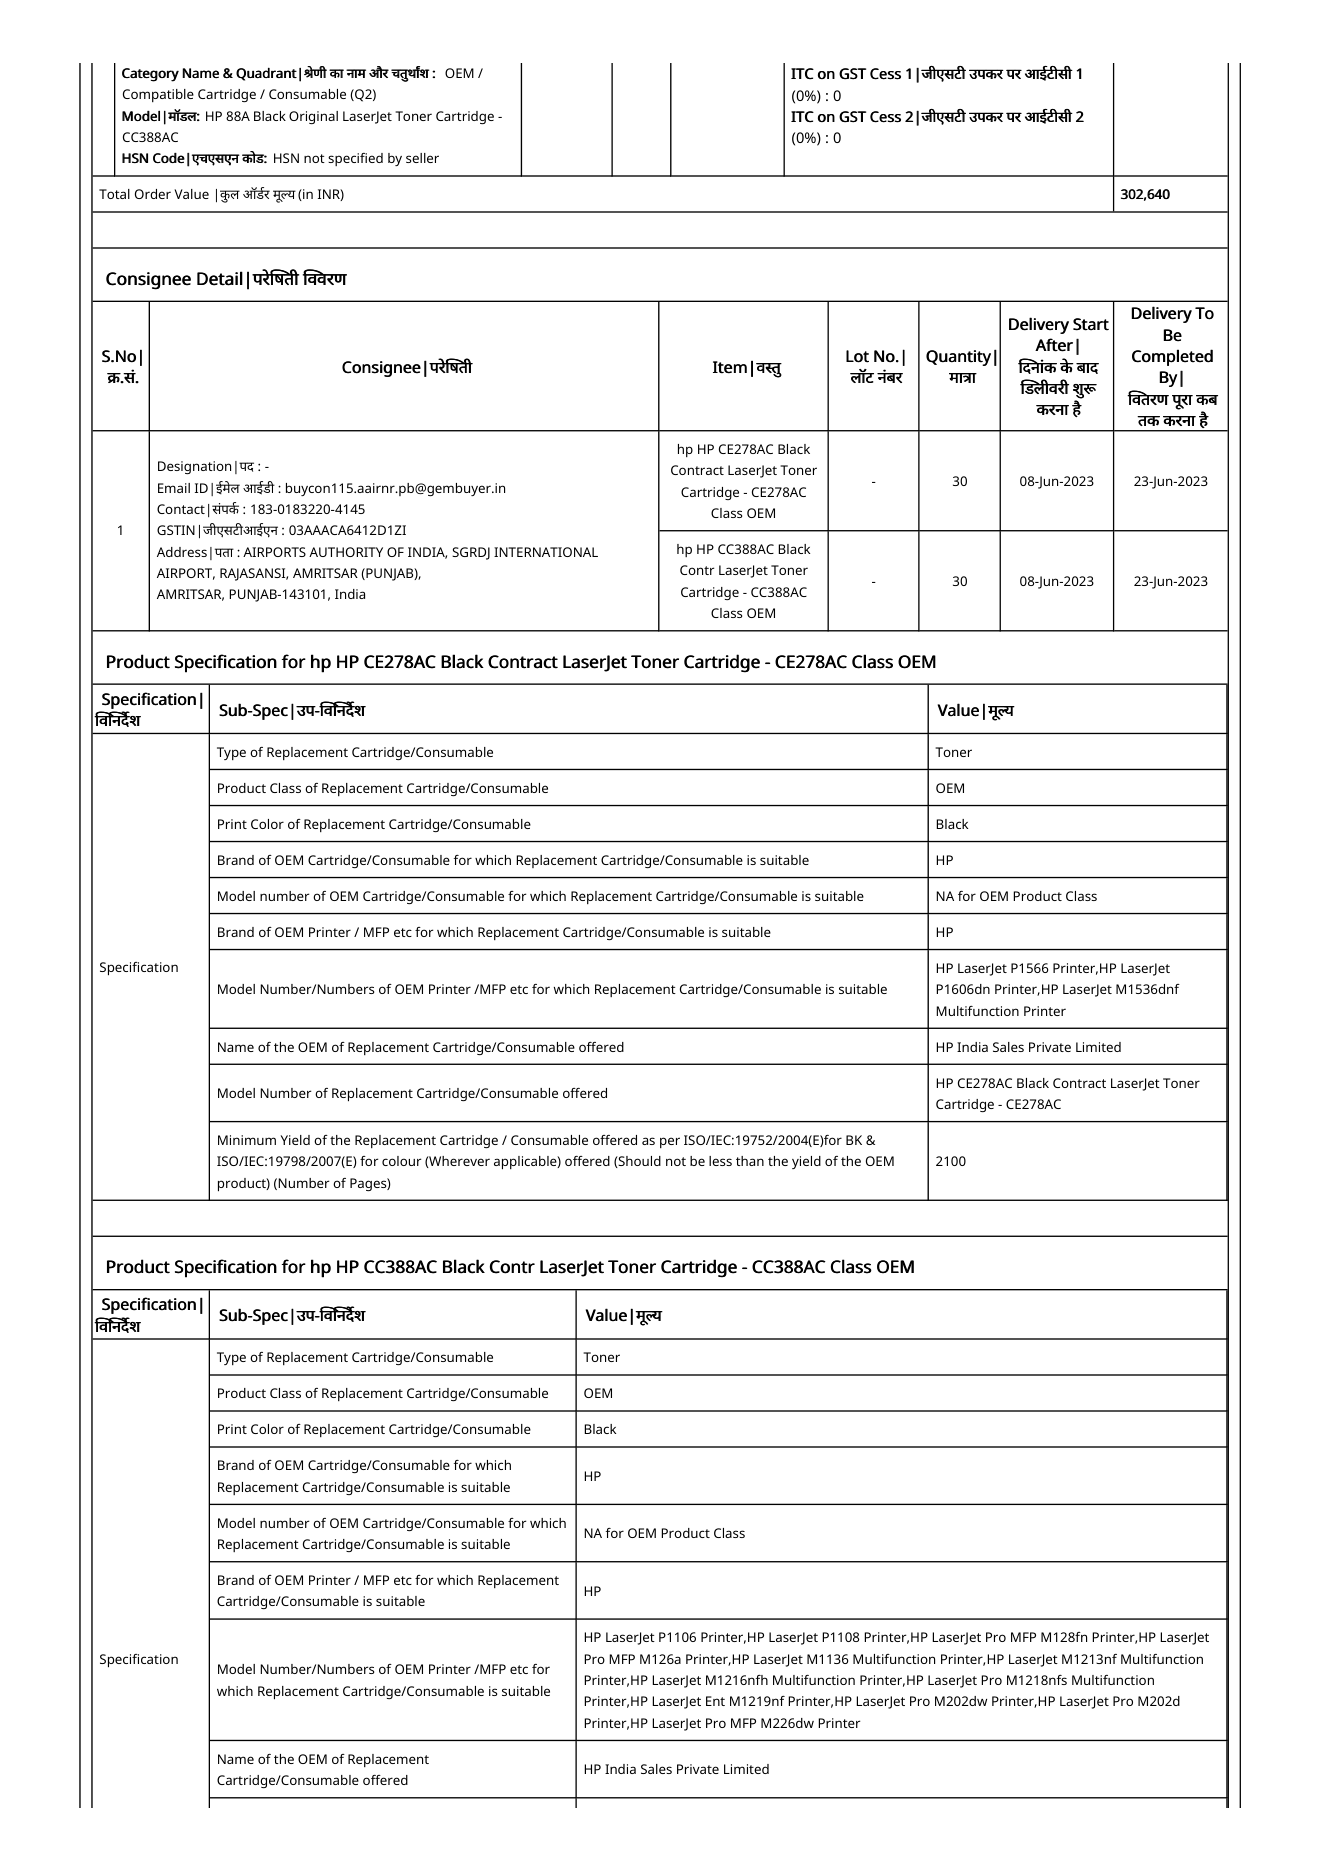 Category Name & Quadrant|श्रेणी का नाम और चतुर्थांश : OEM /
Compatible Cartridge / Consumable (Q2)
Model|मॉडल: HP 88A Black Original LaserJet Toner Cartridge -
CC388AC
HSN Code|एचएसएन कोड: HSN not specified by seller
ITC on GST Cess 1|जीएसटी उपकर पर आईटीसी 1
(0%) : 0
ITC on GST Cess 2|जीएसटी उपकर पर आईटीसी 2
(0%) : 0
Total Order Value |कुल ऑर्डर मूल्य (in INR)
302,640
Consignee Detail|परेषिती विवरण
S.No|
क्र.सं.
Consignee|परेषिती
Item|वस्तु
Lot No.|
लॉट नंबर
Quantity|
मात्रा
Delivery Start
After|
दिनांक के बाद
डिलीवरी शुरू
करना है
Delivery To
Be
Completed
By|
वितरण पूरा कब
तक करना है
1
Designation|पद : -
Email ID|ईमेल आईडी : buycon115.aairnr.pb@gembuyer.in
Contact|संपर्क : 183-0183220-4145
GSTIN|जीएसटीआईएन : 03AAACA6412D1ZI
Address|पता : AIRPORTS AUTHORITY OF INDIA, SGRDJ INTERNATIONAL
AIRPORT, RAJASANSI, AMRITSAR (PUNJAB),
AMRITSAR, PUNJAB-143101, India
hp HP CE278AC Black
Contract LaserJet Toner
Cartridge - CE278AC
Class OEM
-
30
08-Jun-2023
23-Jun-2023
hp HP CC388AC Black
Contr LaserJet Toner
Cartridge - CC388AC
Class OEM
-
30
08-Jun-2023
23-Jun-2023
Product Specification for hp HP CE278AC Black Contract LaserJet Toner Cartridge - CE278AC Class OEM
Specification|
विनिर्देश
Sub-Spec|उप-विनिर्देश
Value|मूल्य
Specification
Type of Replacement Cartridge/Consumable
Toner
Product Class of Replacement Cartridge/Consumable
OEM
Print Color of Replacement Cartridge/Consumable
Black
Brand of OEM Cartridge/Consumable for which Replacement Cartridge/Consumable is suitable
HP
Model number of OEM Cartridge/Consumable for which Replacement Cartridge/Consumable is suitable
NA for OEM Product Class
Brand of OEM Printer / MFP etc for which Replacement Cartridge/Consumable is suitable
HP
Model Number/Numbers of OEM Printer /MFP etc for which Replacement Cartridge/Consumable is suitable
HP LaserJet P1566 Printer,HP LaserJet
P1606dn Printer,HP LaserJet M1536dnf
Multifunction Printer
Name of the OEM of Replacement Cartridge/Consumable offered
HP India Sales Private Limited
Model Number of Replacement Cartridge/Consumable offered
HP CE278AC Black Contract LaserJet Toner
Cartridge - CE278AC
Minimum Yield of the Replacement Cartridge / Consumable offered as per ISO/IEC:19752/2004(E)for BK &
ISO/IEC:19798/2007(E) for colour (Wherever applicable) offered (Should not be less than the yield of the OEM
product) (Number of Pages)
2100
Product Specification for hp HP CC388AC Black Contr LaserJet Toner Cartridge - CC388AC Class OEM
Specification|
विनिर्देश
Sub-Spec|उप-विनिर्देश
Value|मूल्य
Specification
Type of Replacement Cartridge/Consumable
Toner
Product Class of Replacement Cartridge/Consumable
OEM
Print Color of Replacement Cartridge/Consumable
Black
Brand of OEM Cartridge/Consumable for which
Replacement Cartridge/Consumable is suitable
HP
Model number of OEM Cartridge/Consumable for which
Replacement Cartridge/Consumable is suitable
NA for OEM Product Class
Brand of OEM Printer / MFP etc for which Replacement
Cartridge/Consumable is suitable
HP
Model Number/Numbers of OEM Printer /MFP etc for
which Replacement Cartridge/Consumable is suitable
HP LaserJet P1106 Printer,HP LaserJet P1108 Printer,HP LaserJet Pro MFP M128fn Printer,HP LaserJet
Pro MFP M126a Printer,HP LaserJet M1136 Multifunction Printer,HP LaserJet M1213nf Multifunction
Printer,HP LaserJet M1216nfh Multifunction Printer,HP LaserJet Pro M1218nfs Multifunction
Printer,HP LaserJet Ent M1219nf Printer,HP LaserJet Pro M202dw Printer,HP LaserJet Pro M202d
Printer,HP LaserJet Pro MFP M226dw Printer
Name of the OEM of Replacement
Cartridge/Consumable offered
HP India Sales Private Limited